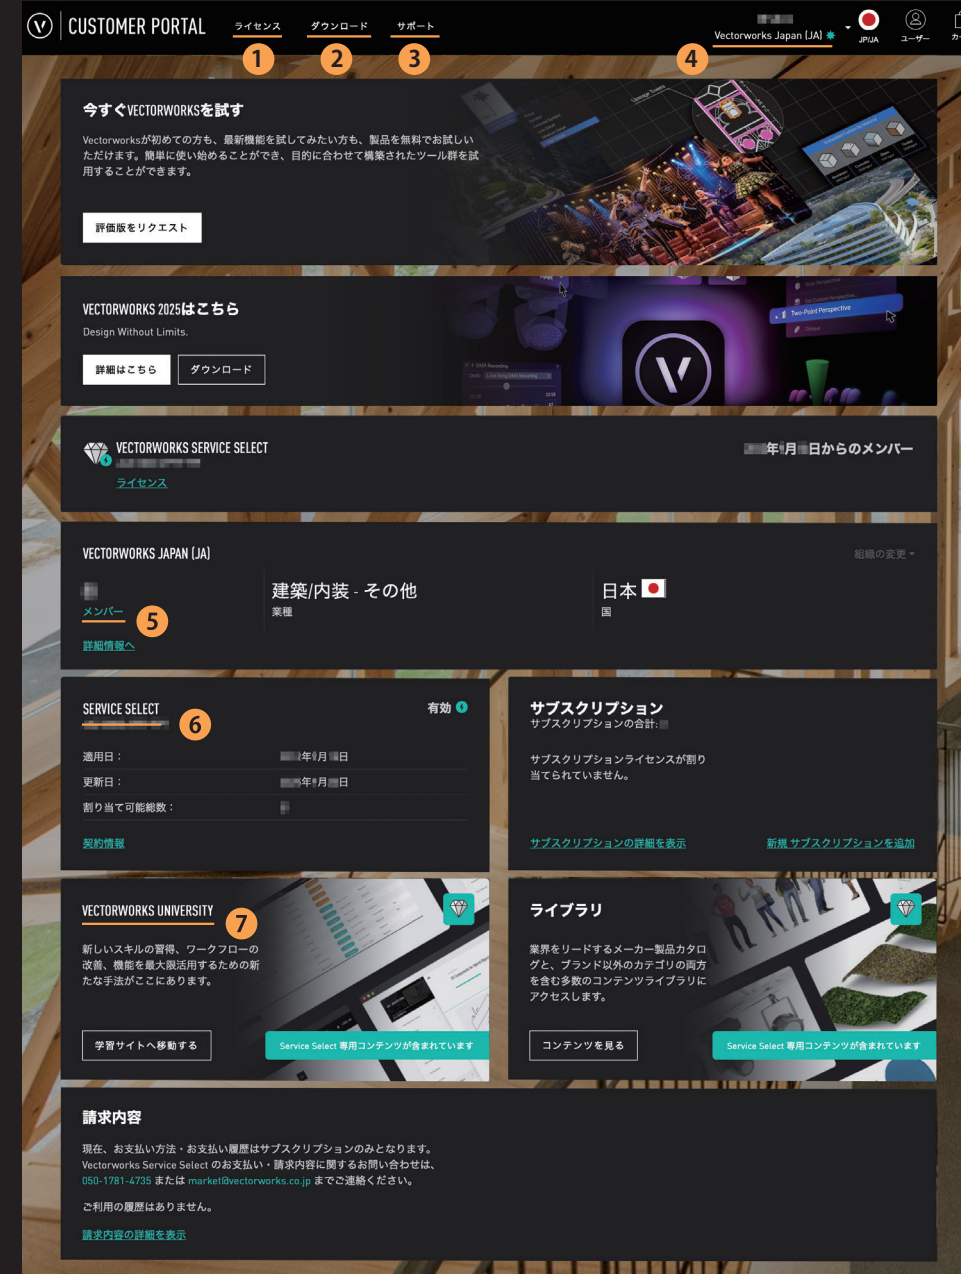 CUSTOMER PORTAL
ライセンス
ダウンロード
サポート
Vectorworks Japan (JA)
JP/JA
ユーザー
1
2
3
4
今すぐVECTORWORKSを試す
Vectorworksが初めての方も、最新機能を試してみたい方も、製品を無料でお試しい
ただけます。簡単に使い始めることができ、目的に合わせて構築されたツール群を試
用することができます。
評価版をリクエスト
VECTORWORKS 2025はこちら
Design Without Limits.
詳細はこちら
ダウンロード
Two-Point Perspective
VECTORWORKS SERVICE SELECT
年 月 日からのメンバー
ライセンス
VECTORWORKS JAPAN (JA)
組織の変更
建築/内装 - その他
日本
メンバー
業種
国
5
詳細情報へ
SERVICE SELECT
有効
6
適用日：
年 月 日
更新日：
年 月 日
割り当て可能総数：
契約情報
サブスクリプション
サブスクリプションの合計:
サブスクリプションライセンスが割り
当てられていません。
サブスクリプションの詳細を表示
新規 サブスクリプションを追加
VECTORWORKS UNIVERSITY
7
新しいスキルの習得、ワークフローの
改善、機能を最大限活用するための新
たな手法がここにあります。
学習サイトへ移動する
Service Select 専用コンテンツが含まれています
ライブラリ
業界をリードするメーカー製品カタロ
グと、ブランド以外のカテゴリの両方
を含む多数のコンテンツライブラリに
アクセスします。
コンテンツを見る
Service Select 専用コンテンツが含まれています
請求内容
現在、お支払い方法・お支払い履歴はサブスクリプションのみとなります。
Vectorworks Service Select のお支払い・請求内容に関するお問い合わせは、
050-1781-4735 または market@vectorworks.co.jp までご連絡ください。
ご利用の履歴はありません。
請求内容の詳細を表示